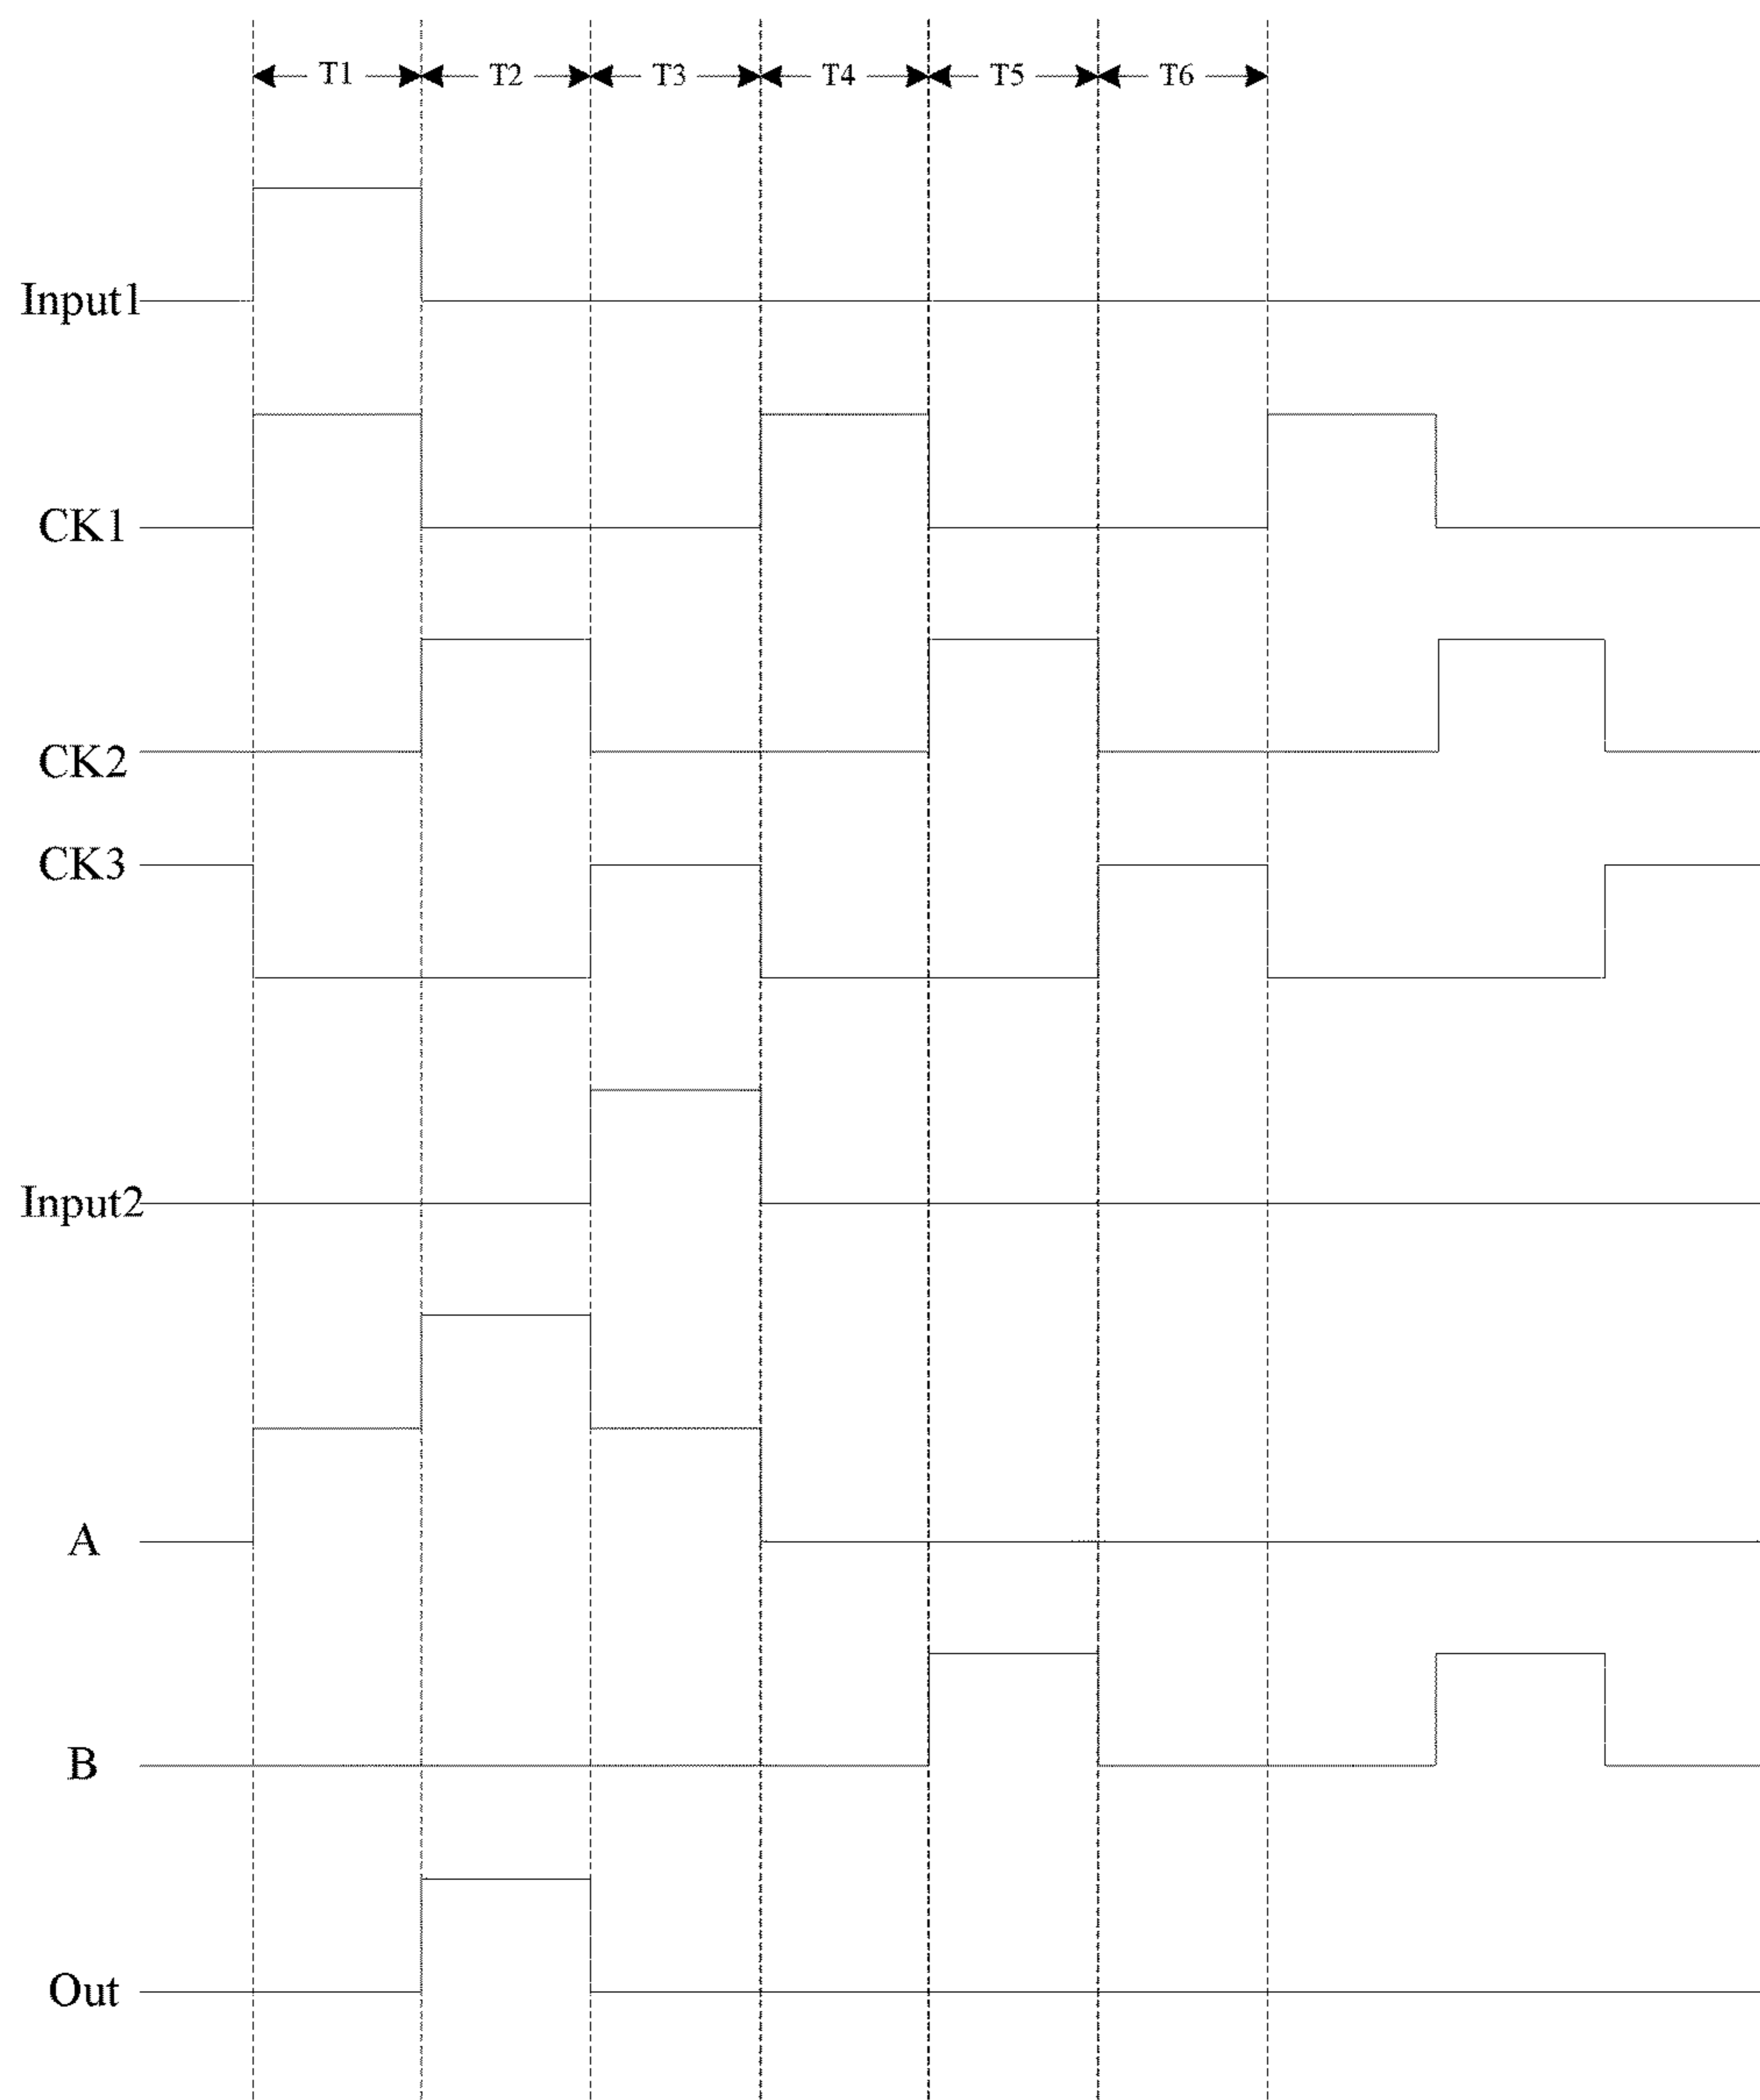 T1 T2 T3 T4 T5 T6
Input1
CK1
CK2
CK3
Input2
A
B
Out